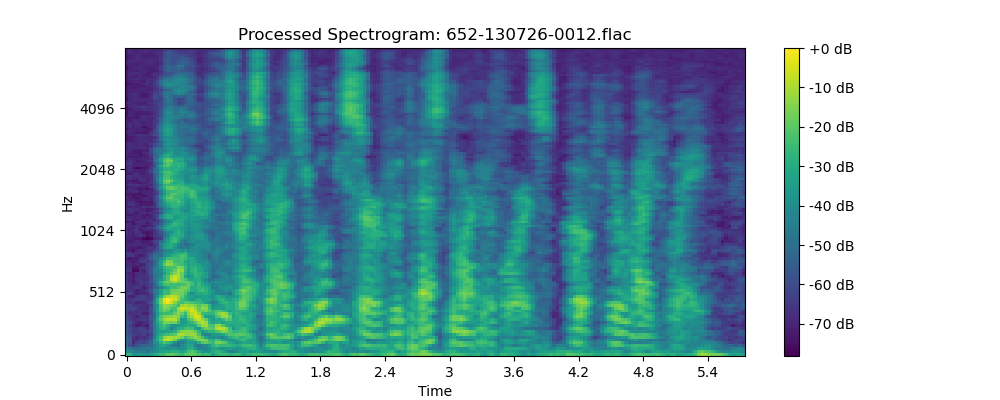 Processed Spectrogram: 652-130726-0012.flac
+0 dB
-10 dB
-20 dB
-30 dB
-40 dB
-50 dB
-60 dB
-70 dB
4096
2048
1024
512
0
Hz
0 0.6 1.2 1.8 2.4 3 3.6 4.2 4.8 5.4
Time